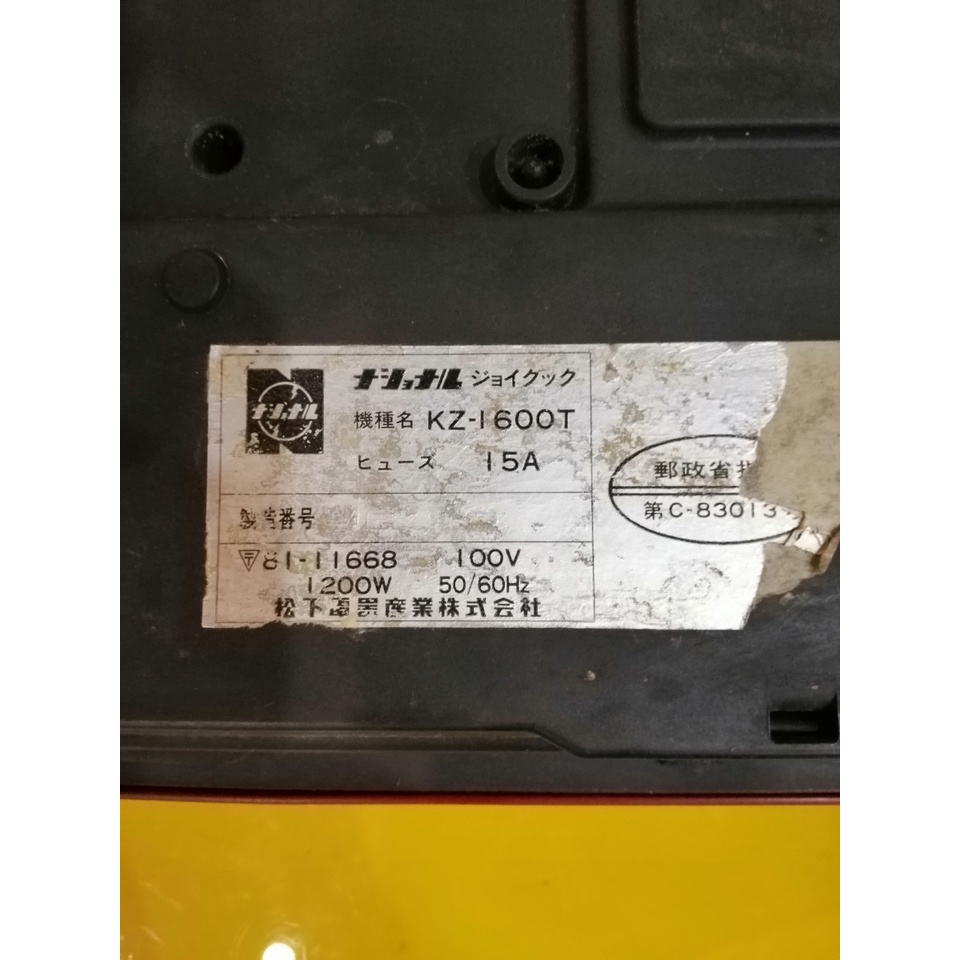 ナショナル
ナショナル ジョイクック
機種名 KZ-1600T
ヒューズ 15A
製造番号
〒81-11668 100V
1200W 50/60Hz
松下電器産業株式会社
郵政省指
第C-83013